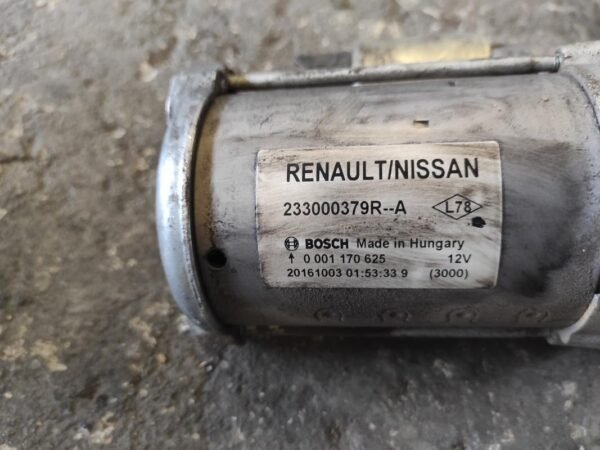 RENAULT/NISSAN
233000379R--A L78
BOSCH Made in Hungary
↑ 0 001 170 625 12V
20161003 01:53:33 9 (3000)